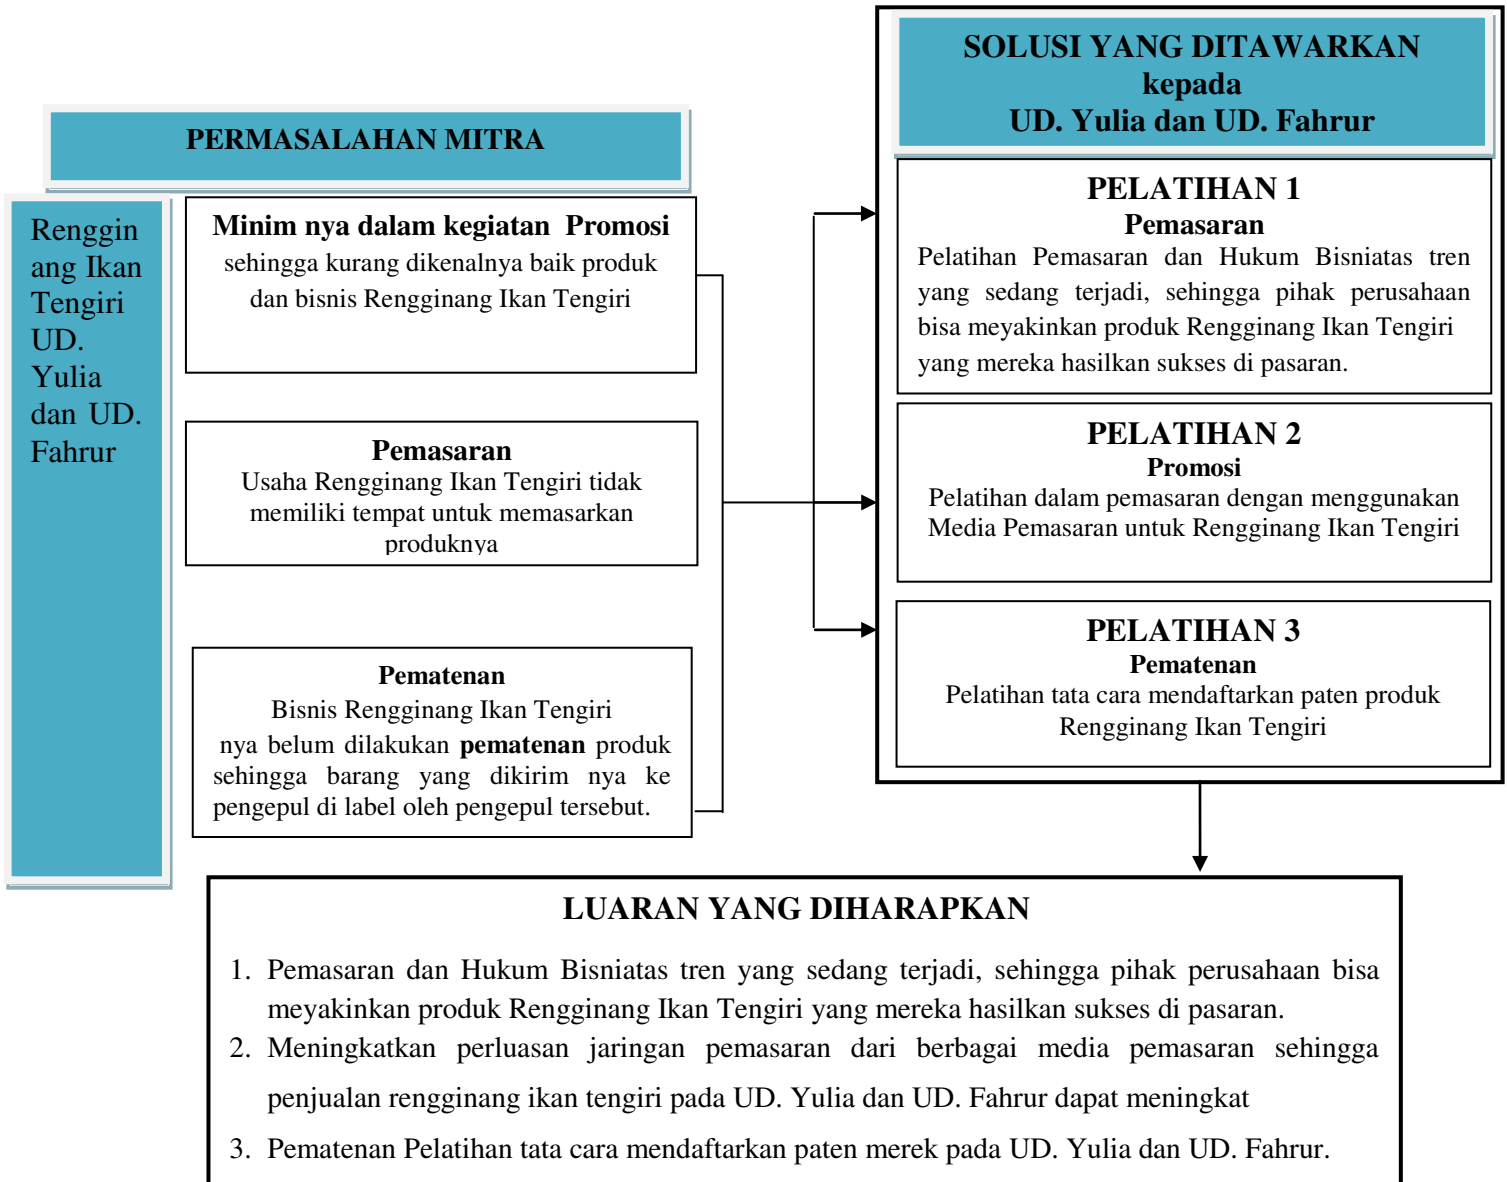 PERMASALAHAN MITRA
Renggin
ang Ikan
Tengiri
UD.
Yulia
dan UD.
Fahrur
Minim nya dalam kegiatan Promosi
sehingga kurang dikenalnya baik produk
dan bisnis Rengginang Ikan Tengiri
Pemasaran
Usaha Rengginang Ikan Tengiri tidak
memiliki tempat untuk memasarkan
produknya
Pematenan
Bisnis Rengginang Ikan Tengiri
nya belum dilakukan pematenan produk
sehingga barang yang dikirim nya ke
pengepul di label oleh pengepul tersebut.
SOLUSI YANG DITAWARKAN
kepada
UD. Yulia dan UD. Fahrur
PELATIHAN 1
Pemasaran
Pelatihan Pemasaran dan Hukum Bisniatas tren
yang sedang terjadi, sehingga pihak perusahaan
bisa meyakinkan produk Rengginang Ikan Tengiri
yang mereka hasilkan sukses di pasaran.
PELATIHAN 2
Promosi
Pelatihan dalam pemasaran dengan menggunakan
Media Pemasaran untuk Rengginang Ikan Tengiri
PELATIHAN 3
Pematenan
Pelatihan tata cara mendaftarkan paten produk
Rengginang Ikan Tengiri
LUARAN YANG DIHARAPKAN
1. Pemasaran dan Hukum Bisniatas tren yang sedang terjadi, sehingga pihak perusahaan bisa
meyakinkan produk Rengginang Ikan Tengiri yang mereka hasilkan sukses di pasaran.
2. Meningkatkan perluasan jaringan pemasaran dari berbagai media pemasaran sehingga
penjualan rengginang ikan tengiri pada UD. Yulia dan UD. Fahrur dapat meningkat
3. Pematenan Pelatihan tata cara mendaftarkan paten merek pada UD. Yulia dan UD. Fahrur.